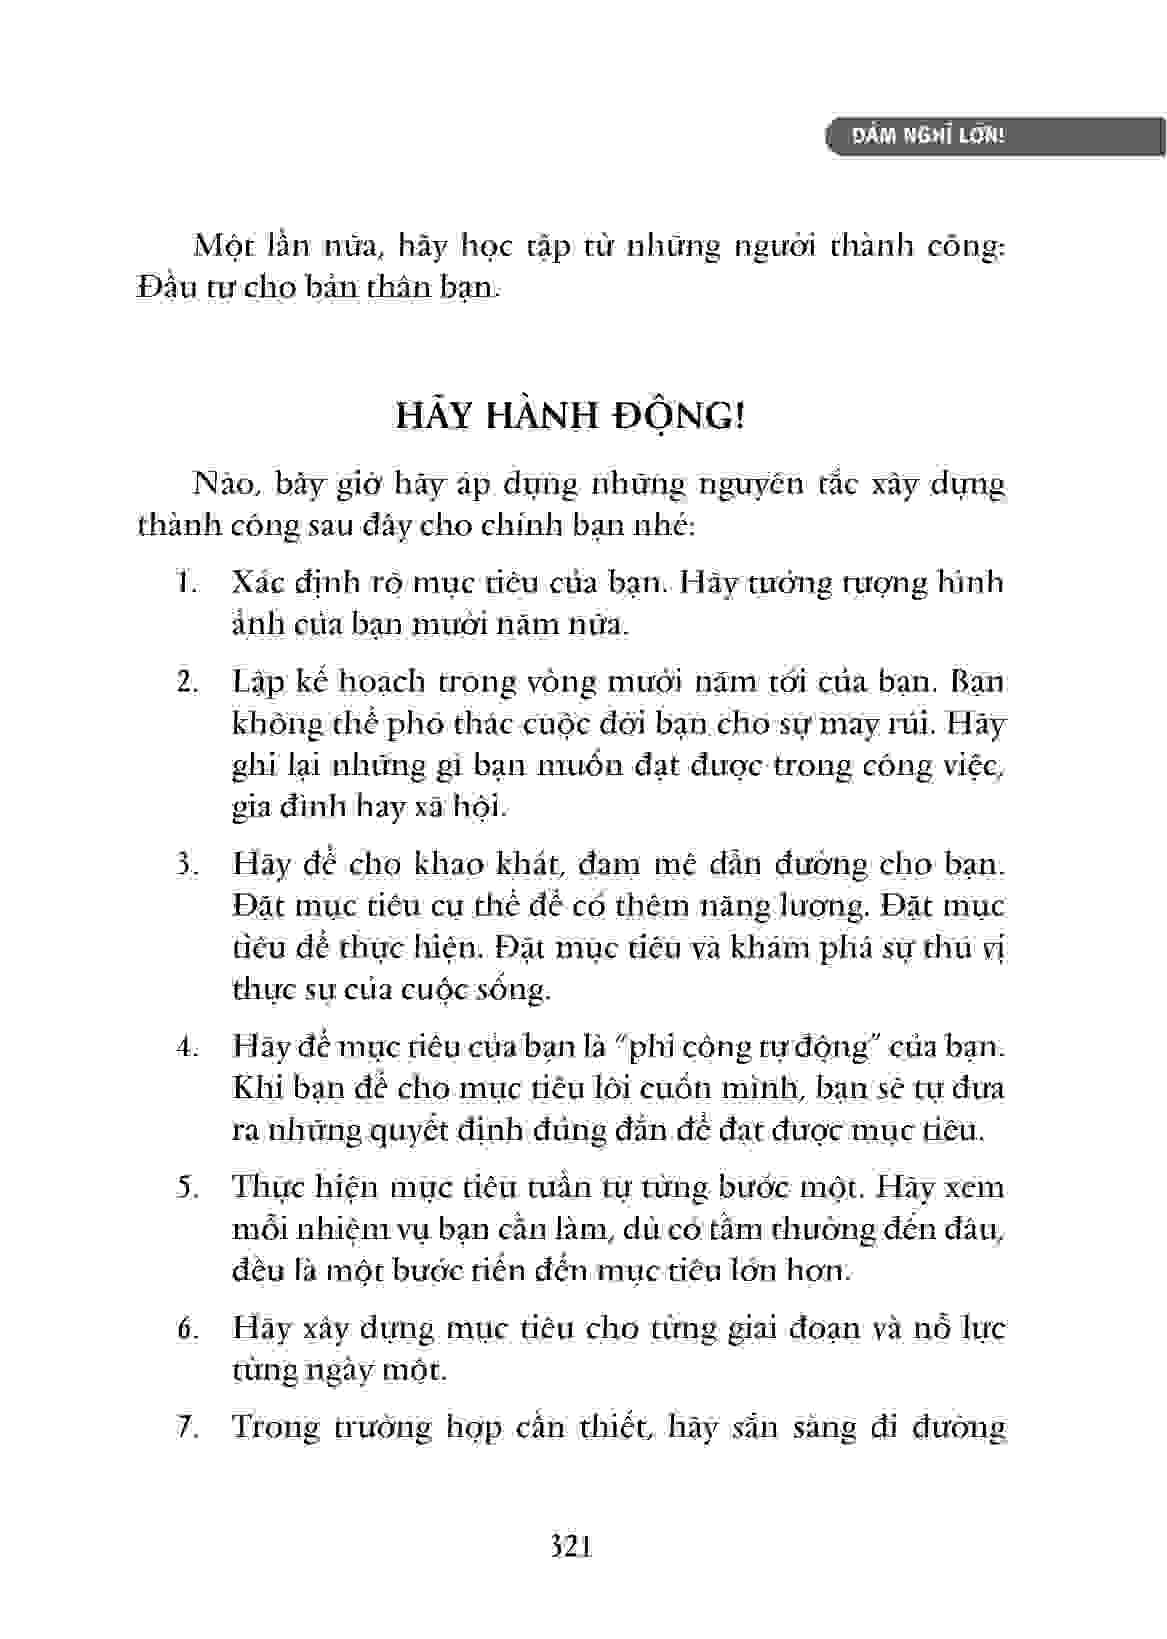 DÁM NGHĨ LỚN!
Một lần nữa, hãy học tập từ những người thành công:
Đầu tư cho bản thân bạn.
HÃY HÀNH ĐỘNG!
Nào, bây giờ hãy áp dụng những nguyên tắc xây dựng
thành công sau đây cho chính bạn nhé:
1. Xác định rõ mục tiêu của bạn. Hãy tưởng tượng hình
ảnh của bạn mười năm nữa.
2. Lập kế hoạch trong vòng mười năm tới của bạn. Bạn
không thể phó thác cuộc đời bạn cho sự may rủi. Hãy
ghi lại những gì bạn muốn đạt được trong công việc,
gia đình hay xã hội.
3. Hãy để cho khao khát, đam mê dẫn đường cho bạn.
Đặt mục tiêu cụ thể để có thêm năng lượng. Đặt mục
tiêu để thực hiện. Đặt mục tiêu và khám phá sự thú vị
thực sự của cuộc sống.
4. Hãy để mục tiêu của bạn là “phi công tự động” của bạn.
Khi bạn để cho mục tiêu lôi cuốn mình, bạn sẽ tự đưa
ra những quyết định đúng đắn để đạt được mục tiêu.
5. Thực hiện mục tiêu tuần tự từng bước một. Hãy xem
mỗi nhiệm vụ bạn cần làm, dù có tầm thường đến đâu,
đều là một bước tiến đến mục tiêu lớn hơn.
6. Hãy xây dựng mục tiêu cho từng giai đoạn và nỗ lực
từng ngày một.
7. Trong trường hợp cần thiết, hãy sẵn sàng đi đường
321